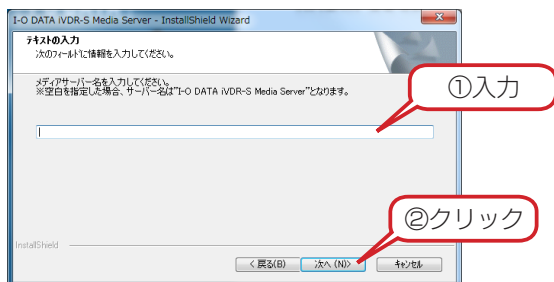 I-O DATA iVDR-S Media Server - InstallShield Wizard
テキストの入力
次のフィールドに情報を入力してください。
メディアサーバー名を入力してください。
※空白を指定した場合、サーバー名は"I-O DATA iVDR-S Media Server"となります。
①入力
②クリック
InstallShield
< 戻る(B)
次へ (N)>
キャンセル